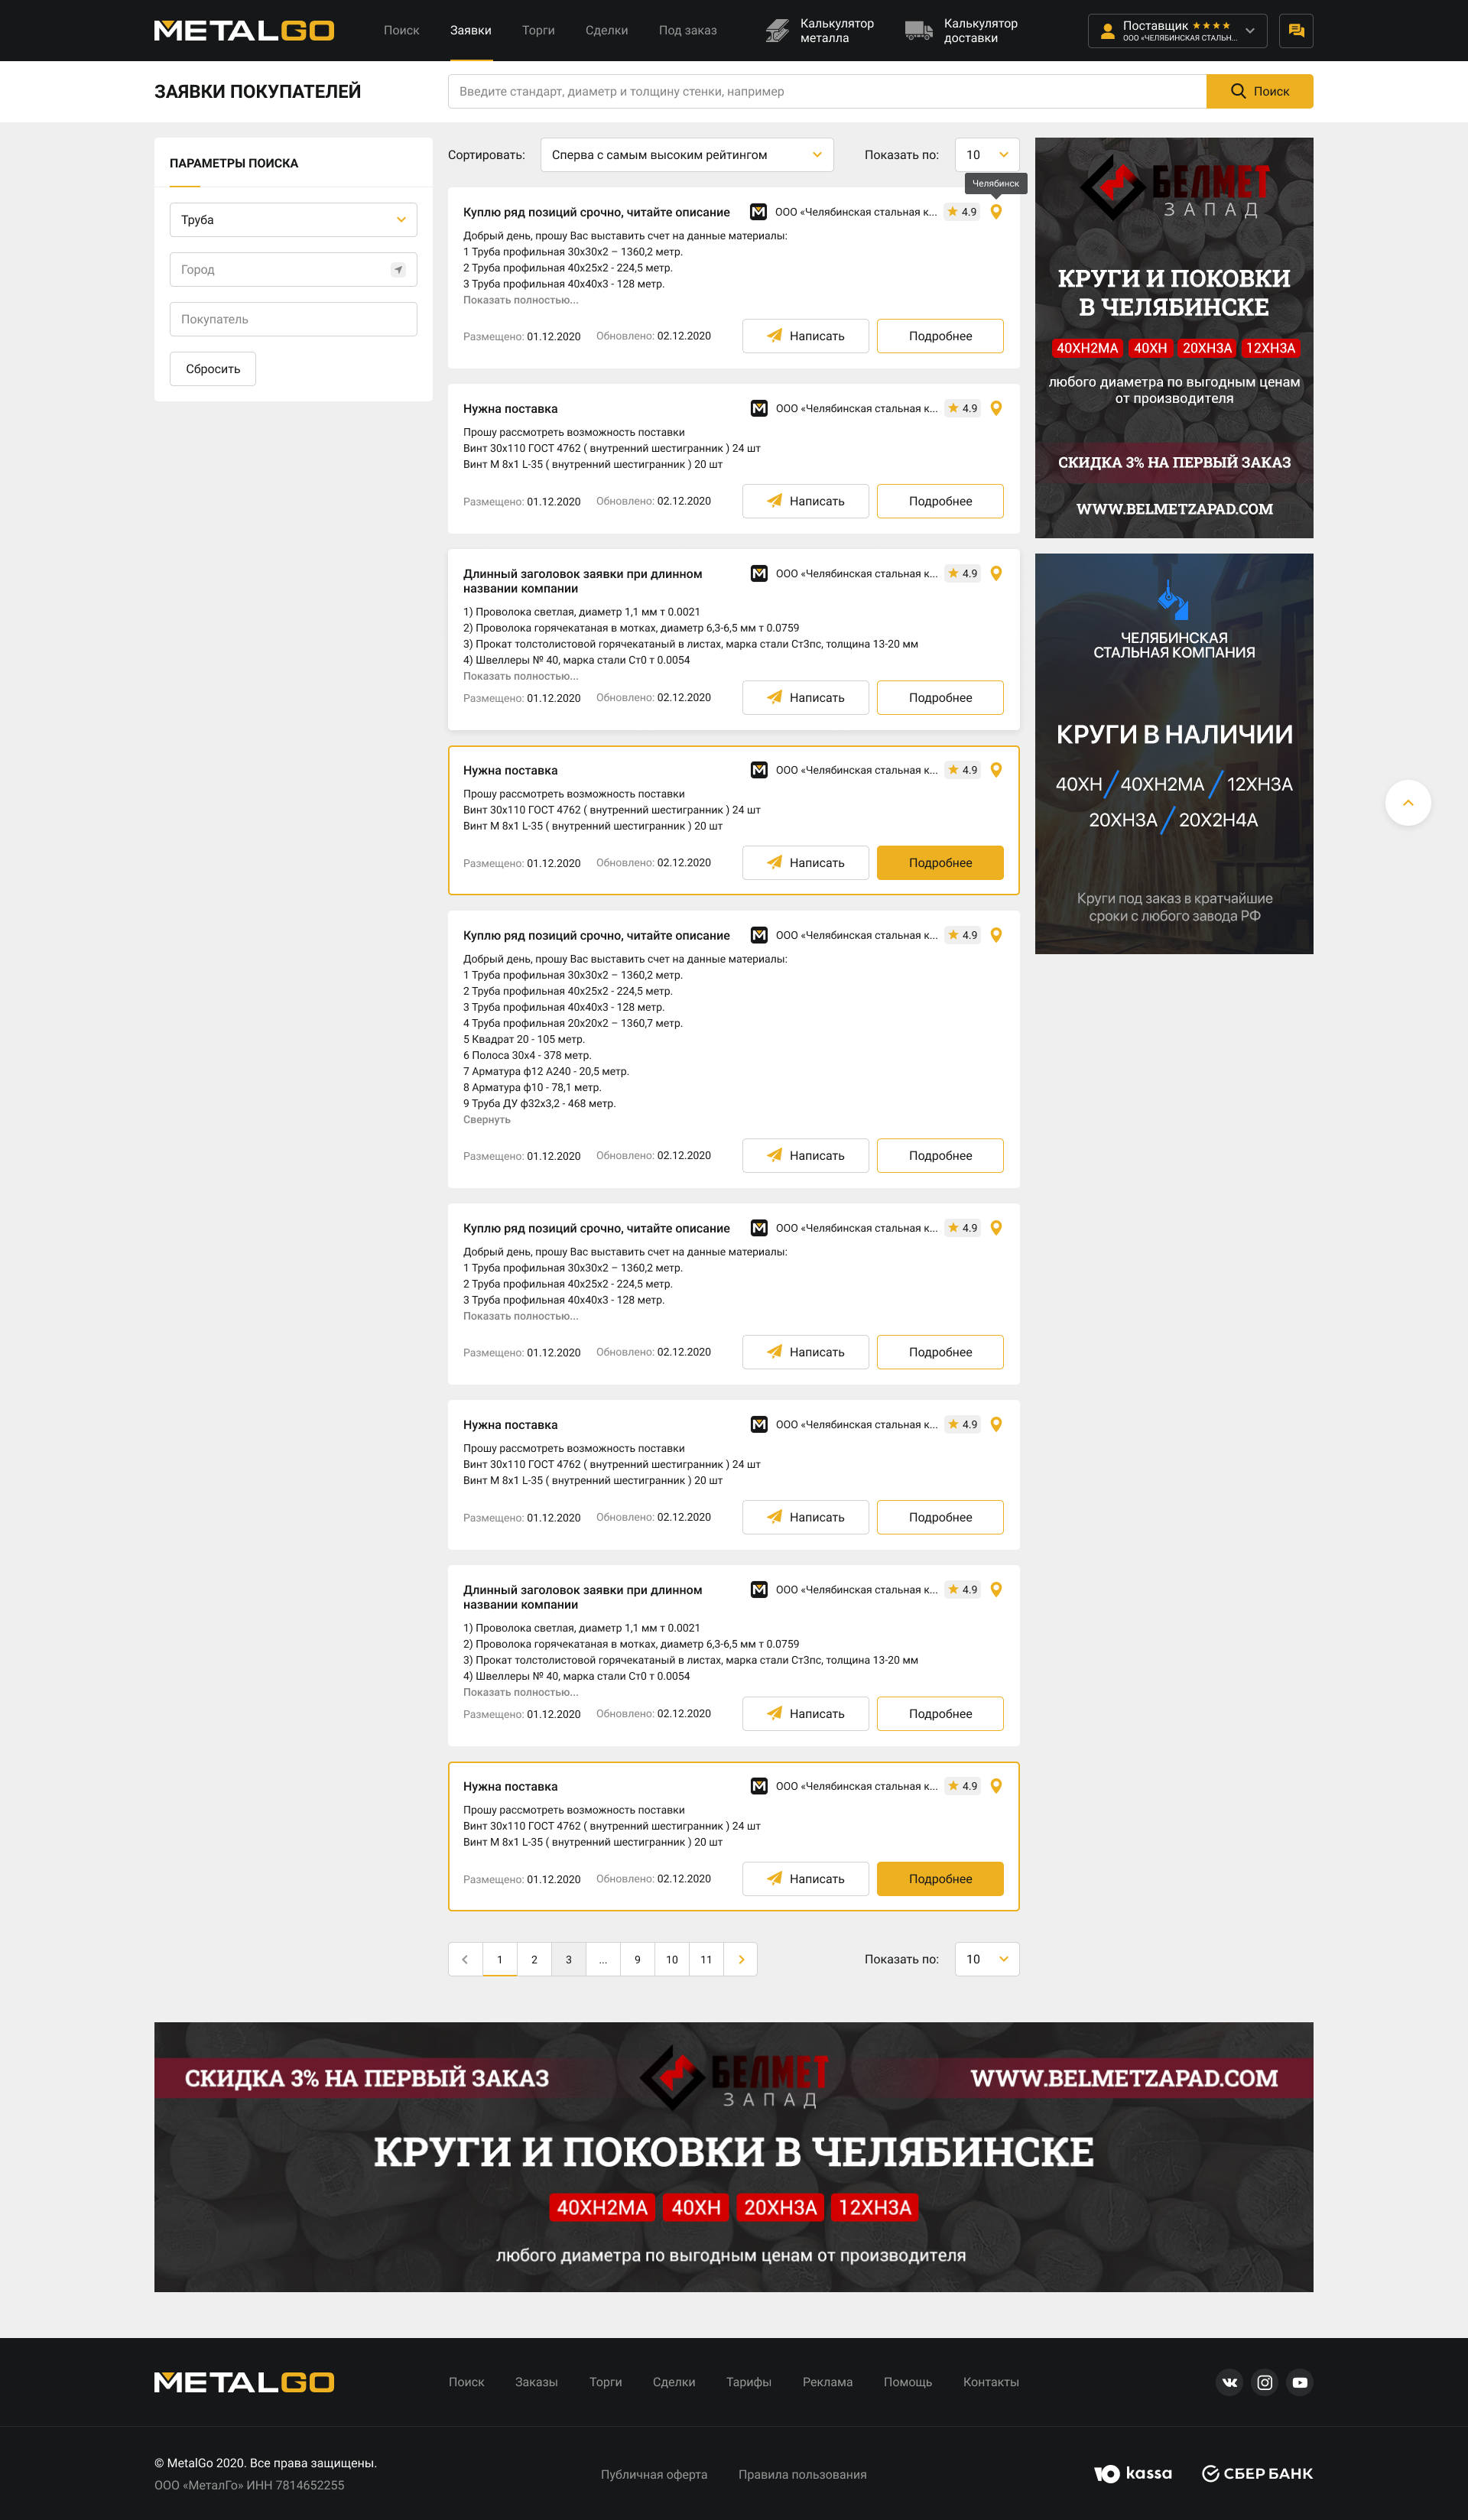 METALGO
Поиск
Заявки
Торги
Сделки
Под заказ
Калькулятор
металла
Калькулятор
доставки
Поставщик
ООО «ЧЕЛЯБИНСКАЯ СТАЛЬН...
ЗАЯВКИ ПОКУПАТЕЛЕЙ
Введите стандарт, диаметр и толщину стенки, например
Поиск
ПАРАМЕТРЫ ПОИСКА
Труба
Город
Покупатель
Сбросить
Сортировать:
Сперва с самым высоким рейтингом
Показать по:
10
Челябинск
Куплю ряд позиций срочно, читайте описание
ООО «Челябинская стальная к...
4.9
Добрый день, прошу Вас выставить счет на данные материалы:
1 Труба профильная 30х30х2 – 1360,2 метр.
2 Труба профильная 40х25х2 - 224,5 метр.
3 Труба профильная 40х40х3 - 128 метр.
Показать полностью...
Размещено: 01.12.2020
Обновлено: 02.12.2020
Написать
Подробнее
Нужна поставка
ООО «Челябинская стальная к...
4.9
Прошу рассмотреть возможность поставки
Винт 30х110 ГОСТ 4762 ( внутренний шестигранник ) 24 шт
Винт М 8х1 L-35 ( внутренний шестигранник ) 20 шт
Размещено: 01.12.2020
Обновлено: 02.12.2020
Написать
Подробнее
Длинный заголовок заявки при длинном
названии компании
ООО «Челябинская стальная к...
4.9
1) Проволока светлая, диаметр 1,1 мм т 0.0021
2) Проволока горячекатаная в мотках, диаметр 6,3-6,5 мм т 0.0759
3) Прокат толстолистовой горячекатаный в листах, марка стали Ст3пс, толщина 13-20 мм
4) Швеллеры № 40, марка стали Ст0 т 0.0054
Показать полностью...
Размещено: 01.12.2020
Обновлено: 02.12.2020
Написать
Подробнее
Нужна поставка
ООО «Челябинская стальная к...
4.9
Прошу рассмотреть возможность поставки
Винт 30х110 ГОСТ 4762 ( внутренний шестигранник ) 24 шт
Винт М 8х1 L-35 ( внутренний шестигранник ) 20 шт
Размещено: 01.12.2020
Обновлено: 02.12.2020
Написать
Подробнее
Куплю ряд позиций срочно, читайте описание
ООО «Челябинская стальная к...
4.9
Добрый день, прошу Вас выставить счет на данные материалы:
1 Труба профильная 30х30х2 – 1360,2 метр.
2 Труба профильная 40х25х2 - 224,5 метр.
3 Труба профильная 40х40х3 - 128 метр.
4 Труба профильная 20х20х2 – 1360,7 метр.
5 Квадрат 20 - 105 метр.
6 Полоса 30х4 - 378 метр.
7 Арматура ф12 А240 - 20,5 метр.
8 Арматура ф10 - 78,1 метр.
9 Труба ДУ ф32х3,2 - 468 метр.
Свернуть
Размещено: 01.12.2020
Обновлено: 02.12.2020
Написать
Подробнее
Куплю ряд позиций срочно, читайте описание
ООО «Челябинская стальная к...
4.9
Добрый день, прошу Вас выставить счет на данные материалы:
1 Труба профильная 30х30х2 – 1360,2 метр.
2 Труба профильная 40х25х2 - 224,5 метр.
3 Труба профильная 40х40х3 - 128 метр.
Показать полностью...
Размещено: 01.12.2020
Обновлено: 02.12.2020
Написать
Подробнее
Нужна поставка
ООО «Челябинская стальная к...
4.9
Прошу рассмотреть возможность поставки
Винт 30х110 ГОСТ 4762 ( внутренний шестигранник ) 24 шт
Винт М 8х1 L-35 ( внутренний шестигранник ) 20 шт
Размещено: 01.12.2020
Обновлено: 02.12.2020
Написать
Подробнее
Длинный заголовок заявки при длинном
названии компании
ООО «Челябинская стальная к...
4.9
1) Проволока светлая, диаметр 1,1 мм т 0.0021
2) Проволока горячекатаная в мотках, диаметр 6,3-6,5 мм т 0.0759
3) Прокат толстолистовой горячекатаный в листах, марка стали Ст3пс, толщина 13-20 мм
4) Швеллеры № 40, марка стали Ст0 т 0.0054
Показать полностью...
Размещено: 01.12.2020
Обновлено: 02.12.2020
Написать
Подробнее
Нужна поставка
ООО «Челябинская стальная к...
4.9
Прошу рассмотреть возможность поставки
Винт 30х110 ГОСТ 4762 ( внутренний шестигранник ) 24 шт
Винт М 8х1 L-35 ( внутренний шестигранник ) 20 шт
Размещено: 01.12.2020
Обновлено: 02.12.2020
Написать
Подробнее
1
2
3
...
9
10
11
Показать по:
10
БЕЛМЕТ
ЗАПАД
КРУГИ И ПОКОВКИ
В ЧЕЛЯБИНСКЕ
40ХН2МА 40ХН 20ХН3А 12ХН3А
любого диаметра по выгодным ценам
от производителя
СКИДКА 3% НА ПЕРВЫЙ ЗАКАЗ
WWW.BELMETZAPAD.COM
ЧЕЛЯБИНСКАЯ
СТАЛЬНАЯ КОМПАНИЯ
КРУГИ В НАЛИЧИИ
40ХН / 40ХН2МА / 12ХН3А
20ХН3А / 20Х2Н4А
Круги под заказ в кратчайшие
сроки с любого завода РФ
СКИДКА 3% НА ПЕРВЫЙ ЗАКАЗ
БЕЛМЕТ
ЗАПАД
WWW.BELMETZAPAD.COM
КРУГИ И ПОКОВКИ В ЧЕЛЯБИНСКЕ
40ХН2МА 40ХН 20ХН3А 12ХН3А
любого диаметра по выгодным ценам от производителя
METALGO
Поиск
Заказы
Торги
Сделки
Тарифы
Реклама
Помощь
Контакты
© MetalGo 2020. Все права защищены.
ООО «МеталГо» ИНН 7814652255
Публичная оферта
Правила пользования
Ю kassa
СБЕР БАНК